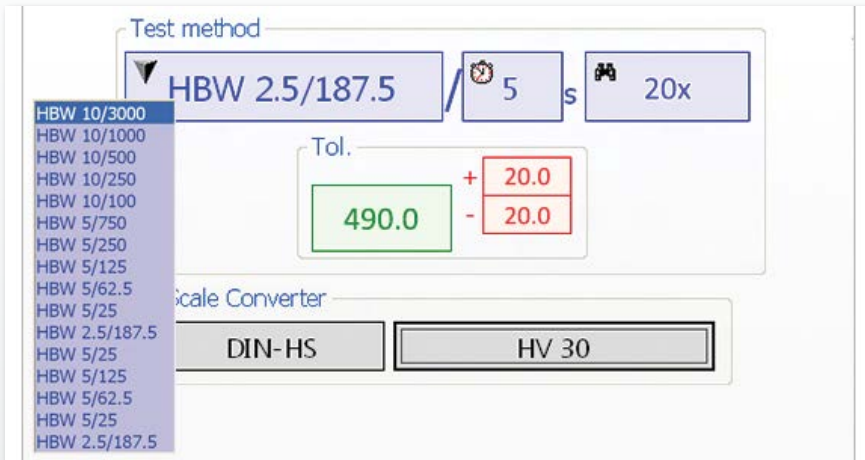 Test method
HBW 2.5/187.5 / 5 s 20x
HBW 10/3000
HBW 10/1000
HBW 10/500
HBW 10/250
HBW 10/100
HBW 5/750
HBW 5/250
HBW 5/125
HBW 5/62.5
HBW 5/25
HBW 2.5/187.5
HBW 5/25
HBW 5/125
HBW 5/62.5
HBW 5/25
HBW 2.5/187.5
Tol.
490.0
+ 20.0
- 20.0
Scale Converter
DIN-HS
HV 30